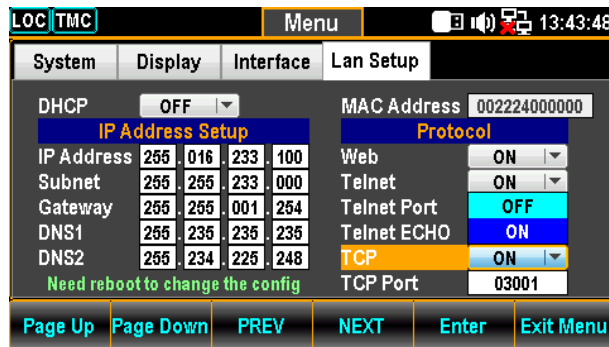 LOC TMC Menu 13:43:48
System Display Interface Lan Setup
DHCP OFF
IP Address Setup
IP Address 255 . 016 . 233 . 100
Subnet 255 . 255 . 233 . 000
Gateway 255 . 255 . 001 . 254
DNS1 255 . 235 . 235 . 235
DNS2 255 . 234 . 225 . 248
Need reboot to change the config
MAC Address 002224000000
Protocol
Web ON
Telnet ON
Telnet Port OFF
Telnet ECHO ON
TCP ON
TCP Port 03001
Page Up Page Down PREV NEXT Enter Exit Menu